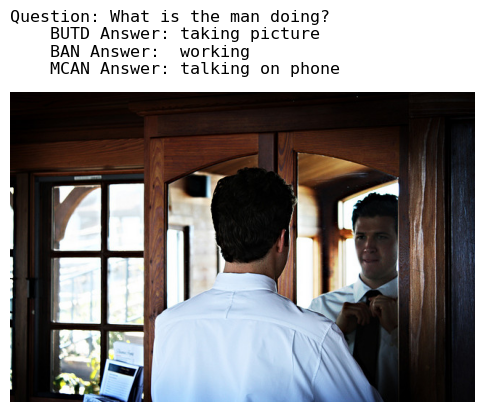 Question: What is the man doing?
BUTD Answer: taking picture
BAN Answer:  working
MCAN Answer: talking on phone